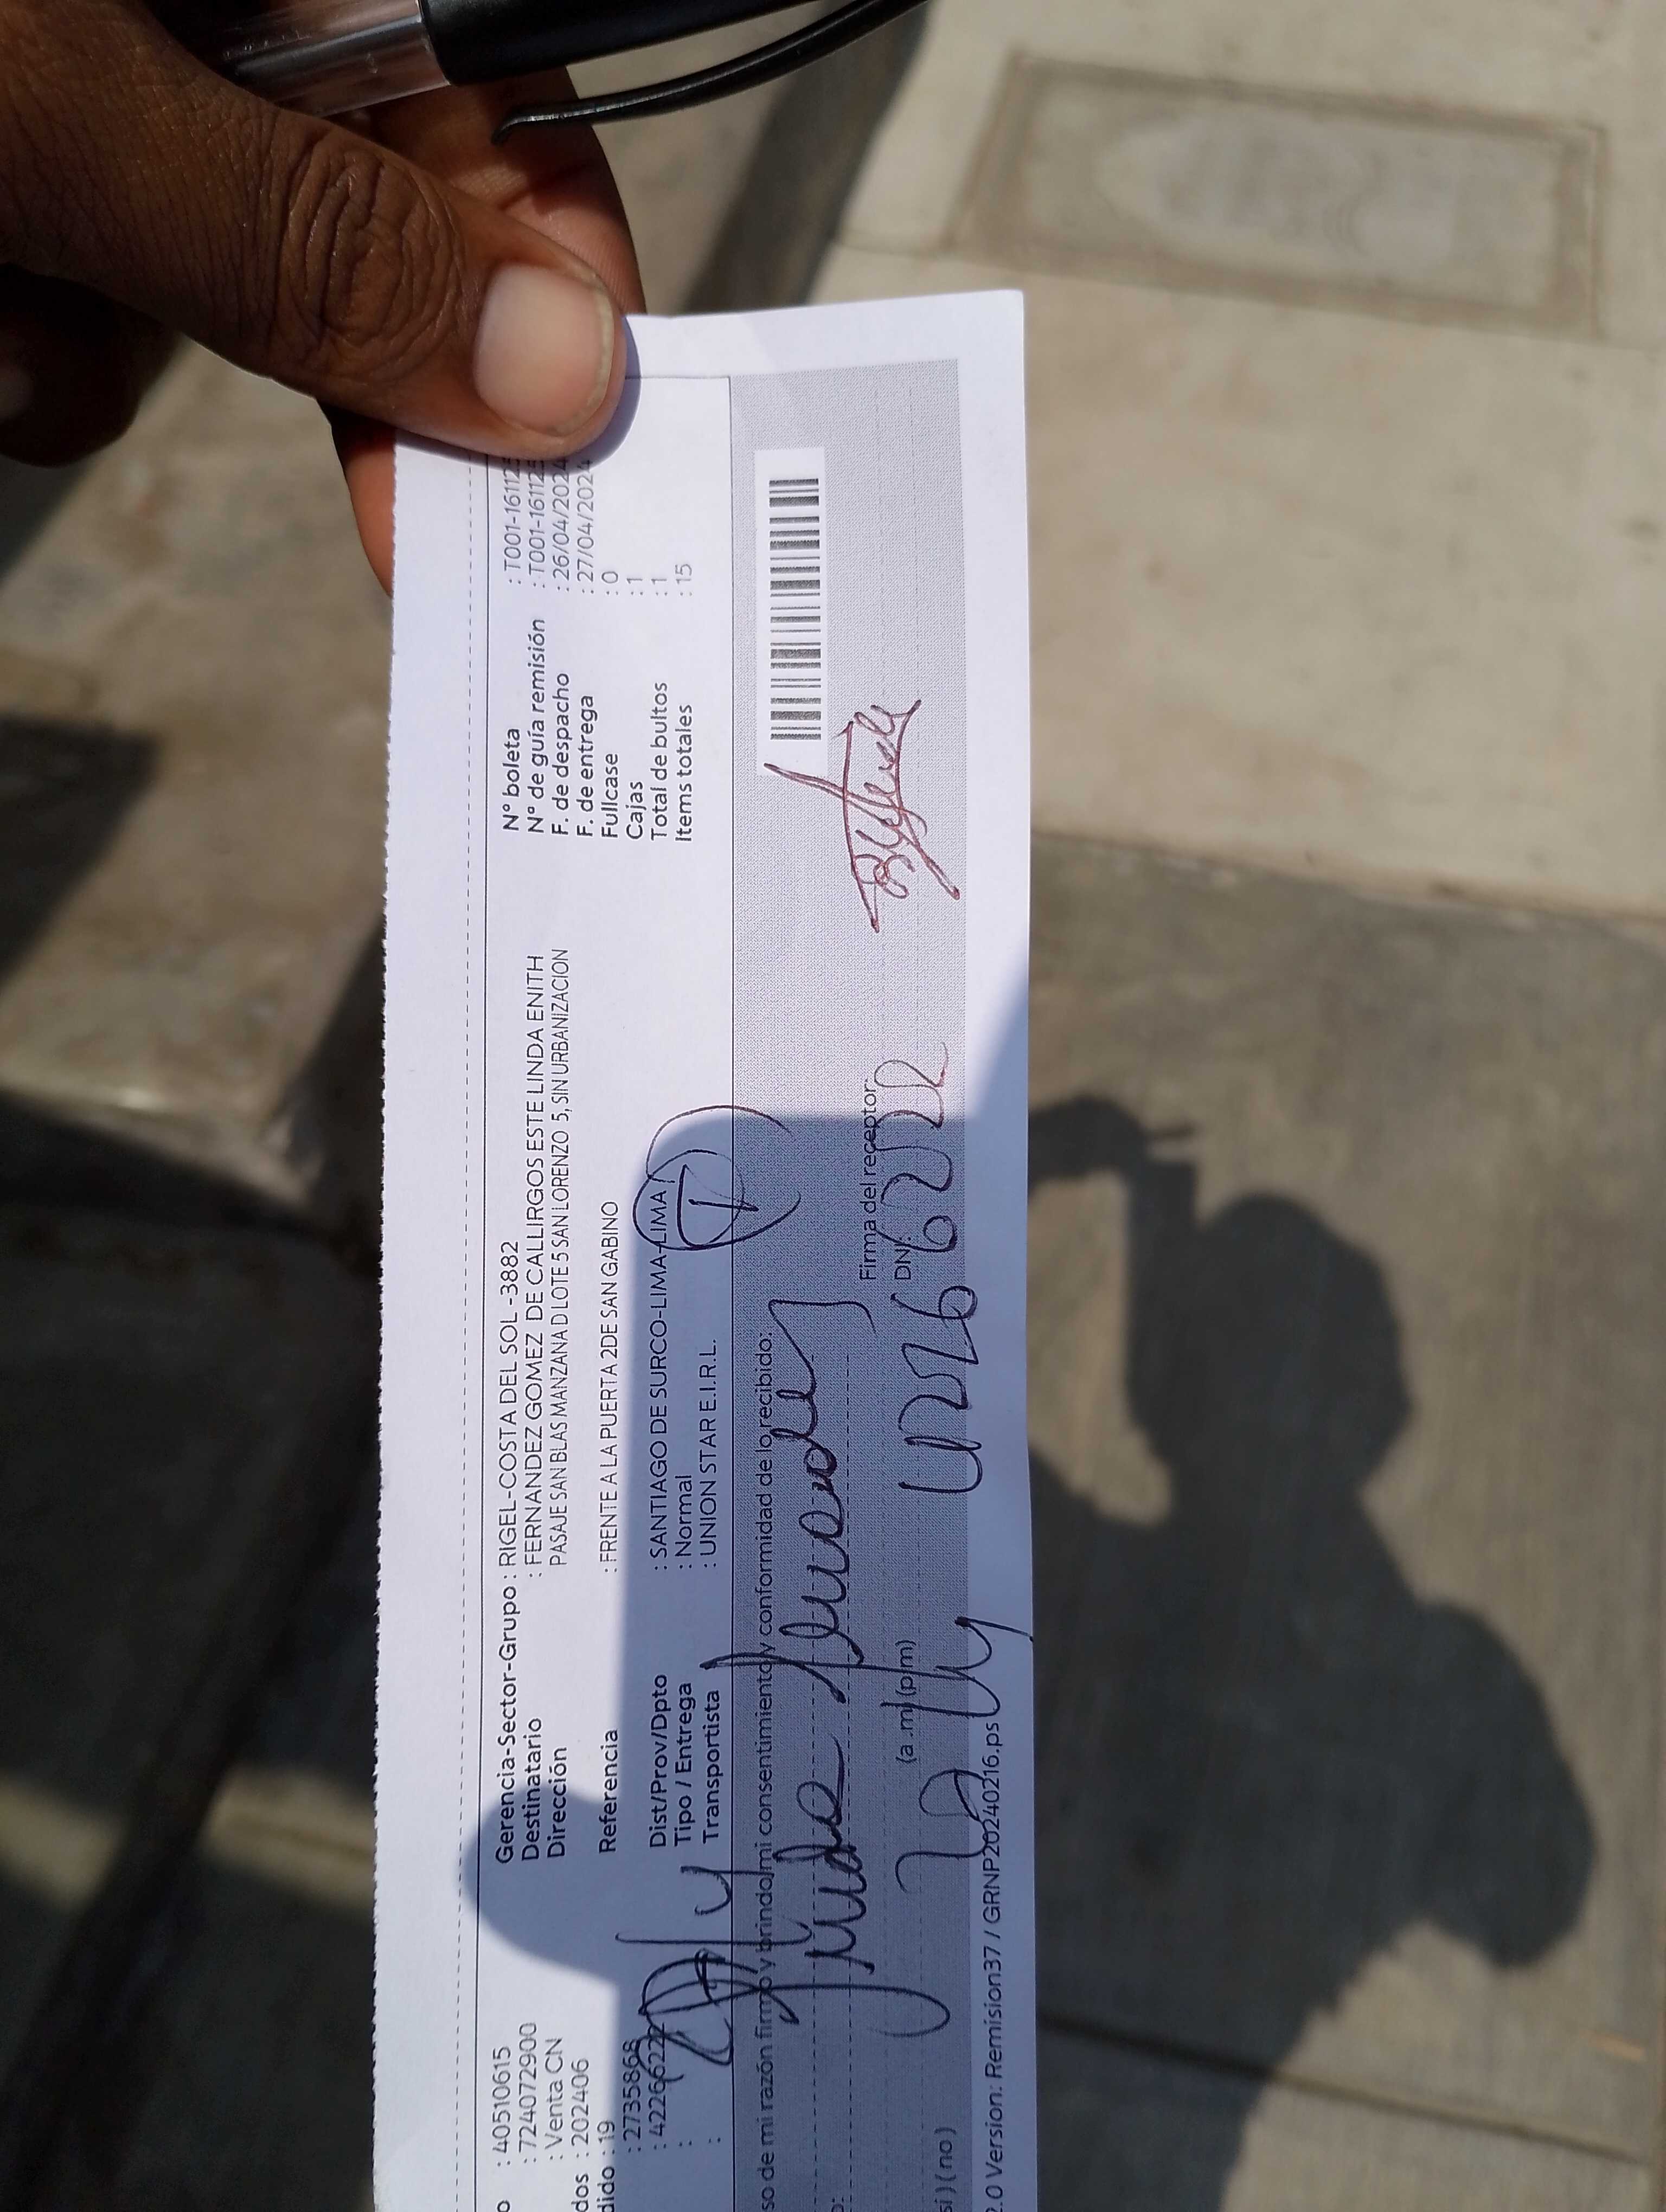 o : 40510615
: 724072900
: Venta CN
dos : 202406
dido : 19
: 2735868
: 42266222
:
:
Gerencia-Sector-Grupo : RIGEL-COSTA DEL SOL -3882
Destinatario : FERNANDEZ GOMEZ DE CALLIRGOS ESTE LINDA ENITH
Dirección PASAJE SAN BLAS MANZANA D LOTE 5 SAN LORENZO 5, SIN URBANIZACION
Referencia : FRENTE A LA PUERTA 2DE SAN GABINO
Dist/Prov/Dpto : SANTIAGO DE SURCO-LIMA-LIMA
Tipo / Entrega : Normal
Transportista : UNION STAR E.I.R.L.
N° boleta : T001-1611
N° de guía remisión : T001-1611
F. de despacho : 26/04/2024
F. de entrega : 27/04/2024
Fullcase : 0
Cajas : 1
Total de bultos : 1
Items totales : 15
so de mi razón firmo y brindo mi consentimiento y conformidad de lo recibido:
Firma del receptor:
DNI:
(a .m) (p.m)
sí ) ( no )
2.0 Version: Remision37 / GRNP20240216.ps